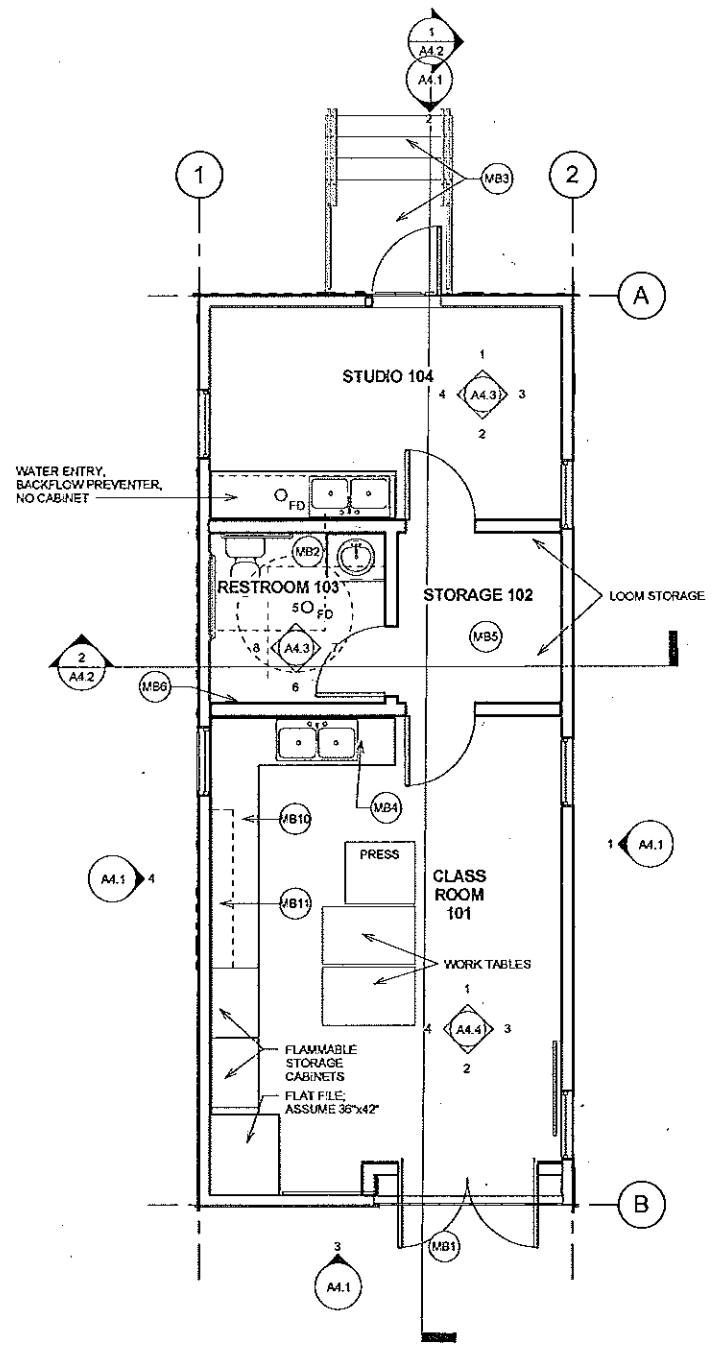 1
A4.2
A4.1
2
1
2
MB3
A
STUDIO 104
1
4 A4.3 3
2
WATER ENTRY,
BACKFLOW PREVENTER,
NO CABINET
FD
MB2
RESTROOM 103
5 FD
8 A4.3 7
6
STORAGE 102
MB5
LOOM STORAGE
2
A4.2
MB6
MB4
MB10
MB11
PRESS
CLASS
ROOM
101
1 A4.1
A4.1 4
WORK TABLES
1
4 A4.4 3
2
FLAMMABLE
STORAGE
CABINETS
FLAT FILE;
ASSUME 36"x42"
B
MB1
3
A4.1